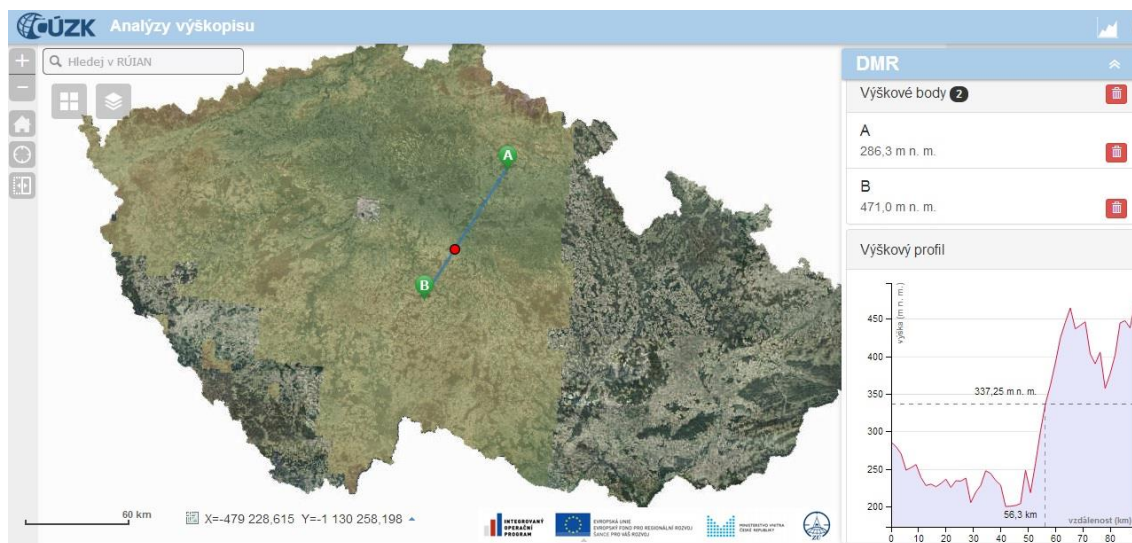 ČÚZK Analýzy výškopisu
Hledej v RÚIAN
DMR
Výškové body 2
A
286,3 m n. m.
B
471,0 m n. m.
Výškový profil
A
B
výška (m n. m.)
450
400
350
300
250
200
337,25 m n. m.
56,3 km
vzdálenost (km)
0 10 20 30 40 50 60 70 80
60 km
X=-479 228,615 Y=-1 130 258,198
INTEGROVANÝ
OPERAČNÍ
PROGRAM
EVROPSKÁ UNIE
EVROPSKÝ FOND PRO REGIONÁLNÍ ROZVOJ
ŠANCE PRO VÁŠ ROZVOJ
MINISTERSTVO VNITRA
ČESKÉ REPUBLIKY